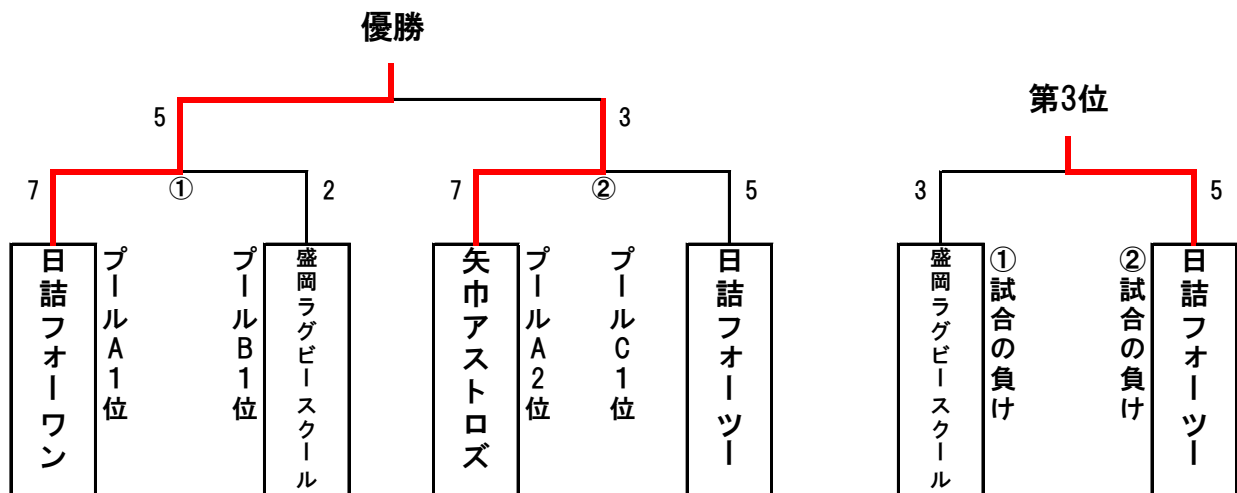 優勝
第3位
5
3
7
①
2
7
②
5
3
5
日詰フォーワン
プールA1位
プールB1位
盛岡ラグビースクール
矢巾アストロズ
プールA2位
プールC1位
日詰フォーツー
盛岡ラグビースクール
①試合の負け
②試合の負け
日詰フォーツー